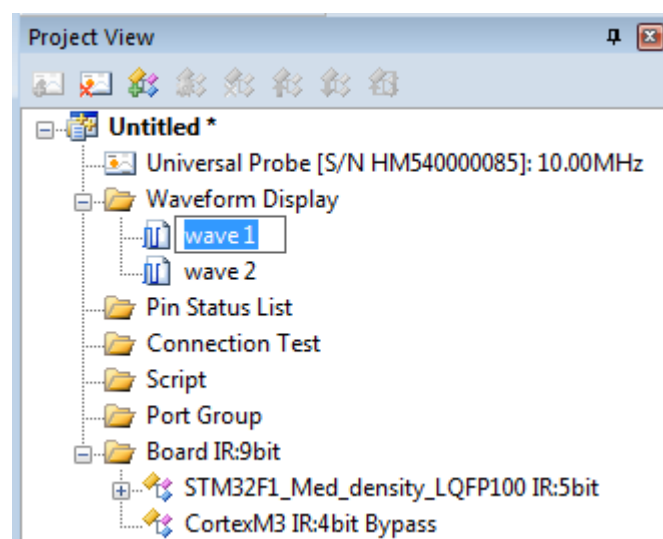 Project View
Untitled *
Universal Probe [S/N HM540000085]: 10.00MHz
Waveform Display
wave 1
wave 2
Pin Status List
Connection Test
Script
Port Group
Board IR:9bit
STM32F1_Med_density_LQFP100 IR:5bit
CortexM3 IR:4bit Bypass